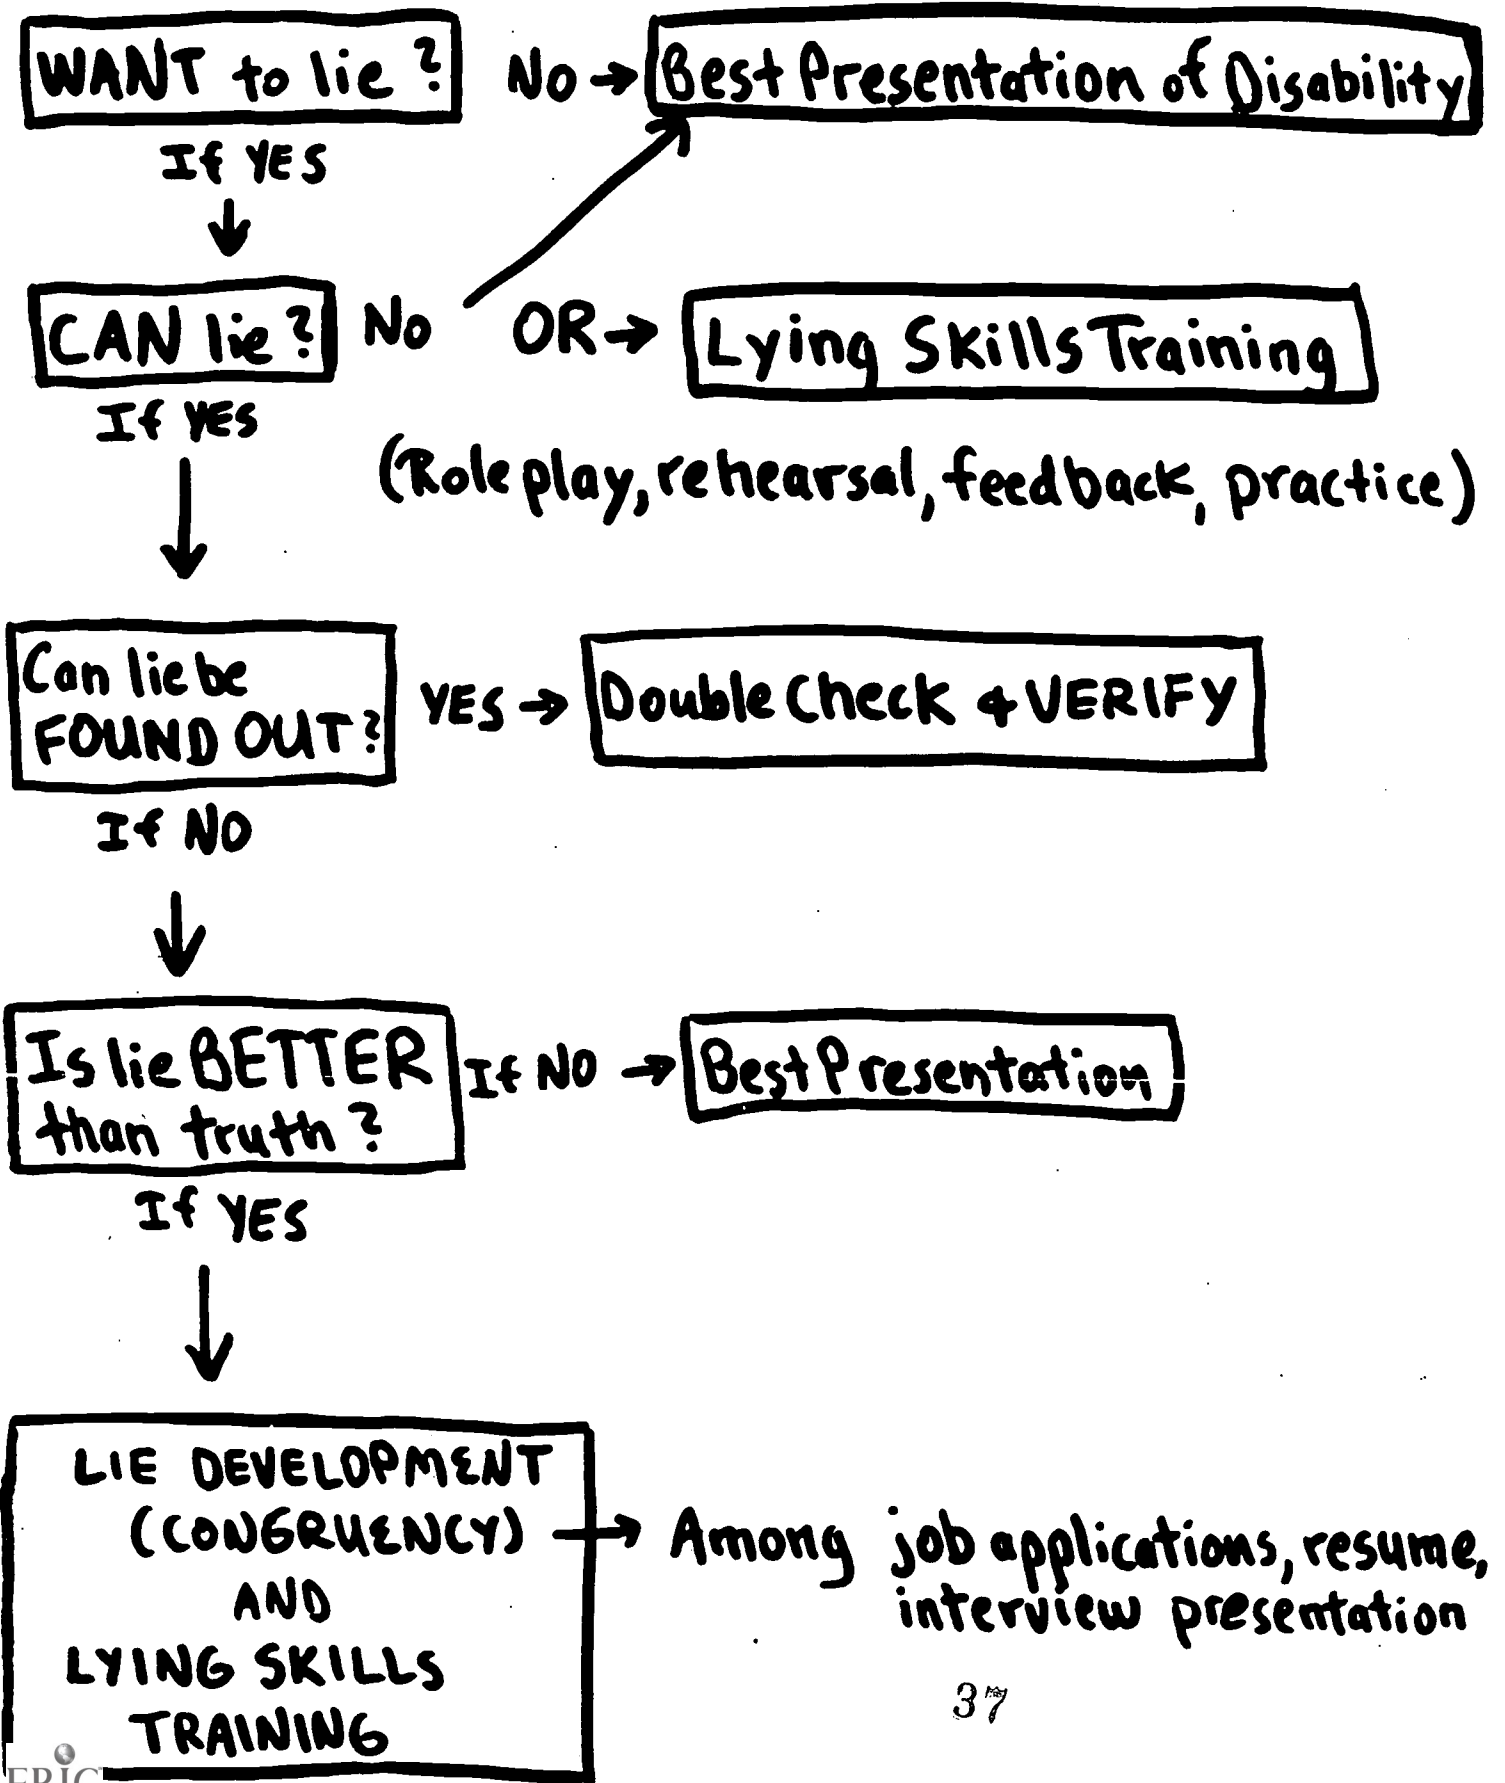 WANT to lie?
No
Best Presentation of Disability
If YES
CAN lie?
No
OR
Lying Skills Training
If YES
(Role play, rehearsal, feedback, practice)
Can lie be
FOUND OUT?
YES
Double Check & VERIFY
If NO
Is lie BETTER
than truth?
If NO
Best Presentation
If YES
LIE DEVELOPMENT
(CONGRUENCY)
AND
LYING SKILLS
TRAINING
Among job applications, resume,
interview presentation
37
ERIC